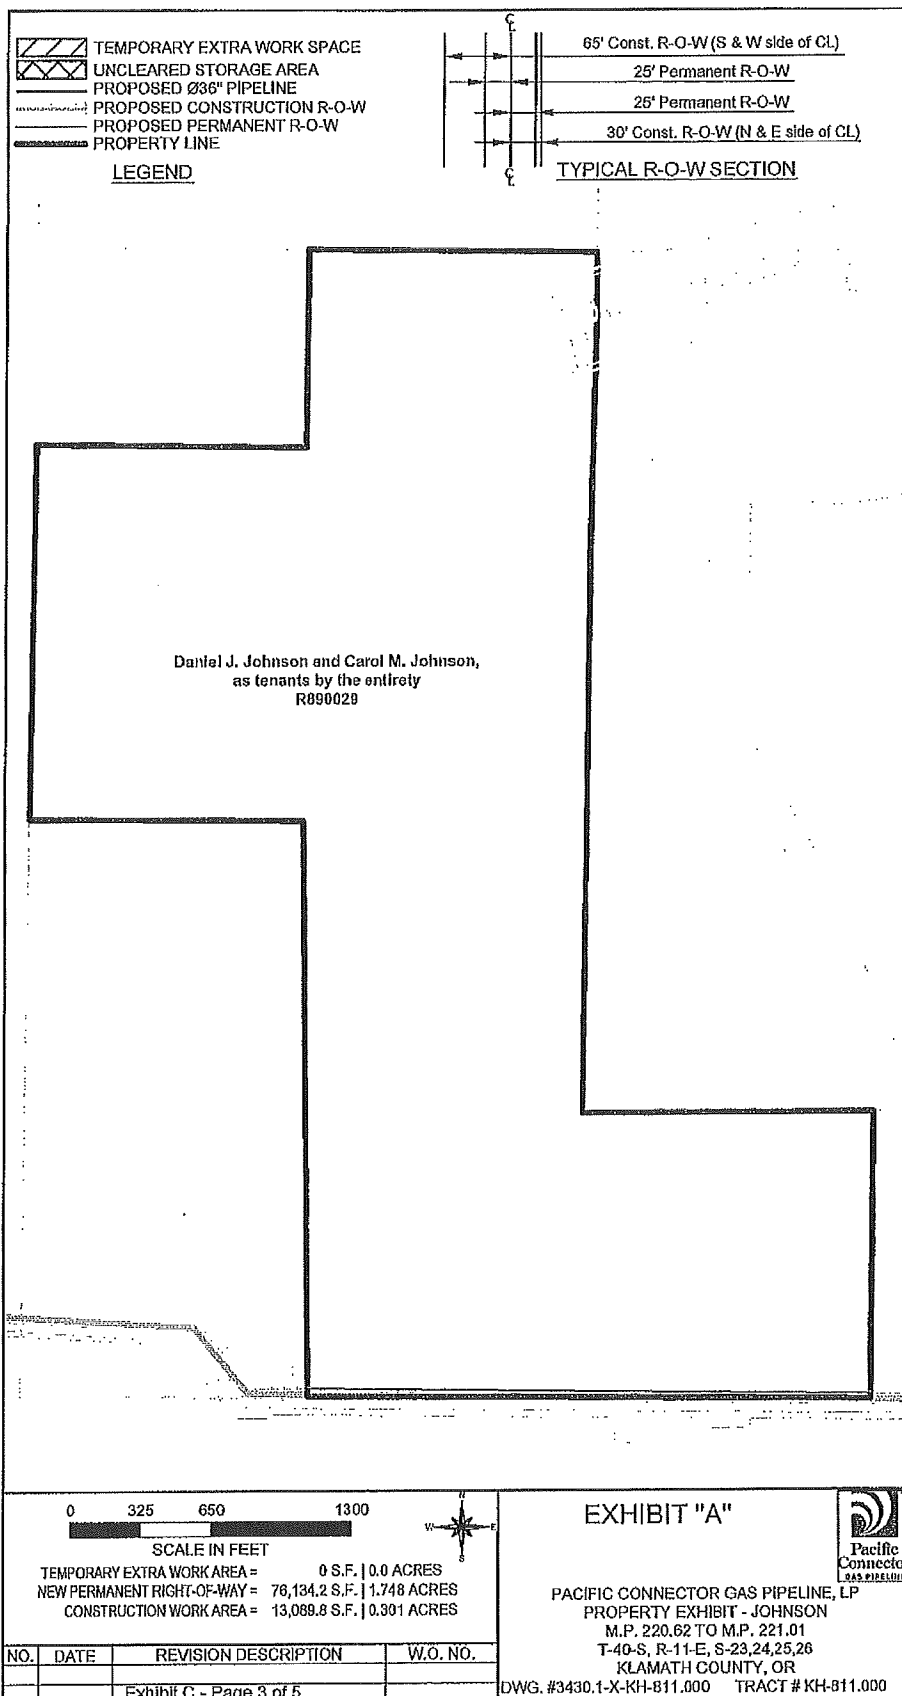 TEMPORARY EXTRA WORK SPACE
UNCLEARED STORAGE AREA
PROPOSED Ø36" PIPELINE
PROPOSED CONSTRUCTION R-O-W
PROPOSED PERMANENT R-O-W
PROPERTY LINE
LEGEND
65' Const. R-O-W (S & W side of CL)
25' Permanent R-O-W
25' Permanent R-O-W
30' Const. R-O-W (N & E side of CL)
TYPICAL R-O-W SECTION
Daniel J. Johnson and Carol M. Johnson,
as tenants by the entirety
R890029
0 325 650 1300
SCALE IN FEET
N
W E
S
TEMPORARY EXTRA WORK AREA = 0 S.F. | 0.0 ACRES
NEW PERMANENT RIGHT-OF-WAY = 76,134.2 S.F. | 1.748 ACRES
CONSTRUCTION WORK AREA = 13,089.8 S.F. | 0.301 ACRES
NO. DATE REVISION DESCRIPTION W.O. NO.
Exhibit C - Page 3 of 5
EXHIBIT "A"
Pacific
Connecto
GAS PIPELINE
PACIFIC CONNECTOR GAS PIPELINE, LP
PROPERTY EXHIBIT - JOHNSON
M.P. 220.62 TO M.P. 221.01
T-40-S, R-11-E, S-23,24,25,26
KLAMATH COUNTY, OR
DWG. #3430.1-X-KH-811.000 TRACT # KH-811.000